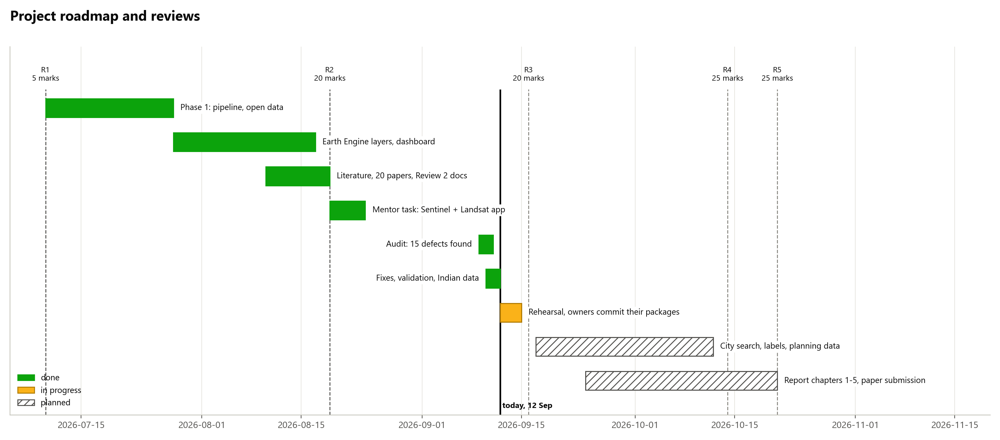 Project roadmap and reviews
R1
5 marks
R2
20 marks
R3
20 marks
R4
25 marks
R5
25 marks
Phase 1: pipeline, open data
Earth Engine layers, dashboard
Literature, 20 papers, Review 2 docs
Mentor task: Sentinel + Landsat app
Audit: 15 defects found
Fixes, validation, Indian data
Rehearsal, owners commit their packages
City search, labels, planning data
Report chapters 1-5, paper submission
done
in progress
planned
today, 12 Sep
2026-07-15
2026-08-01
2026-08-15
2026-09-01
2026-09-15
2026-10-01
2026-10-15
2026-11-01
2026-11-15